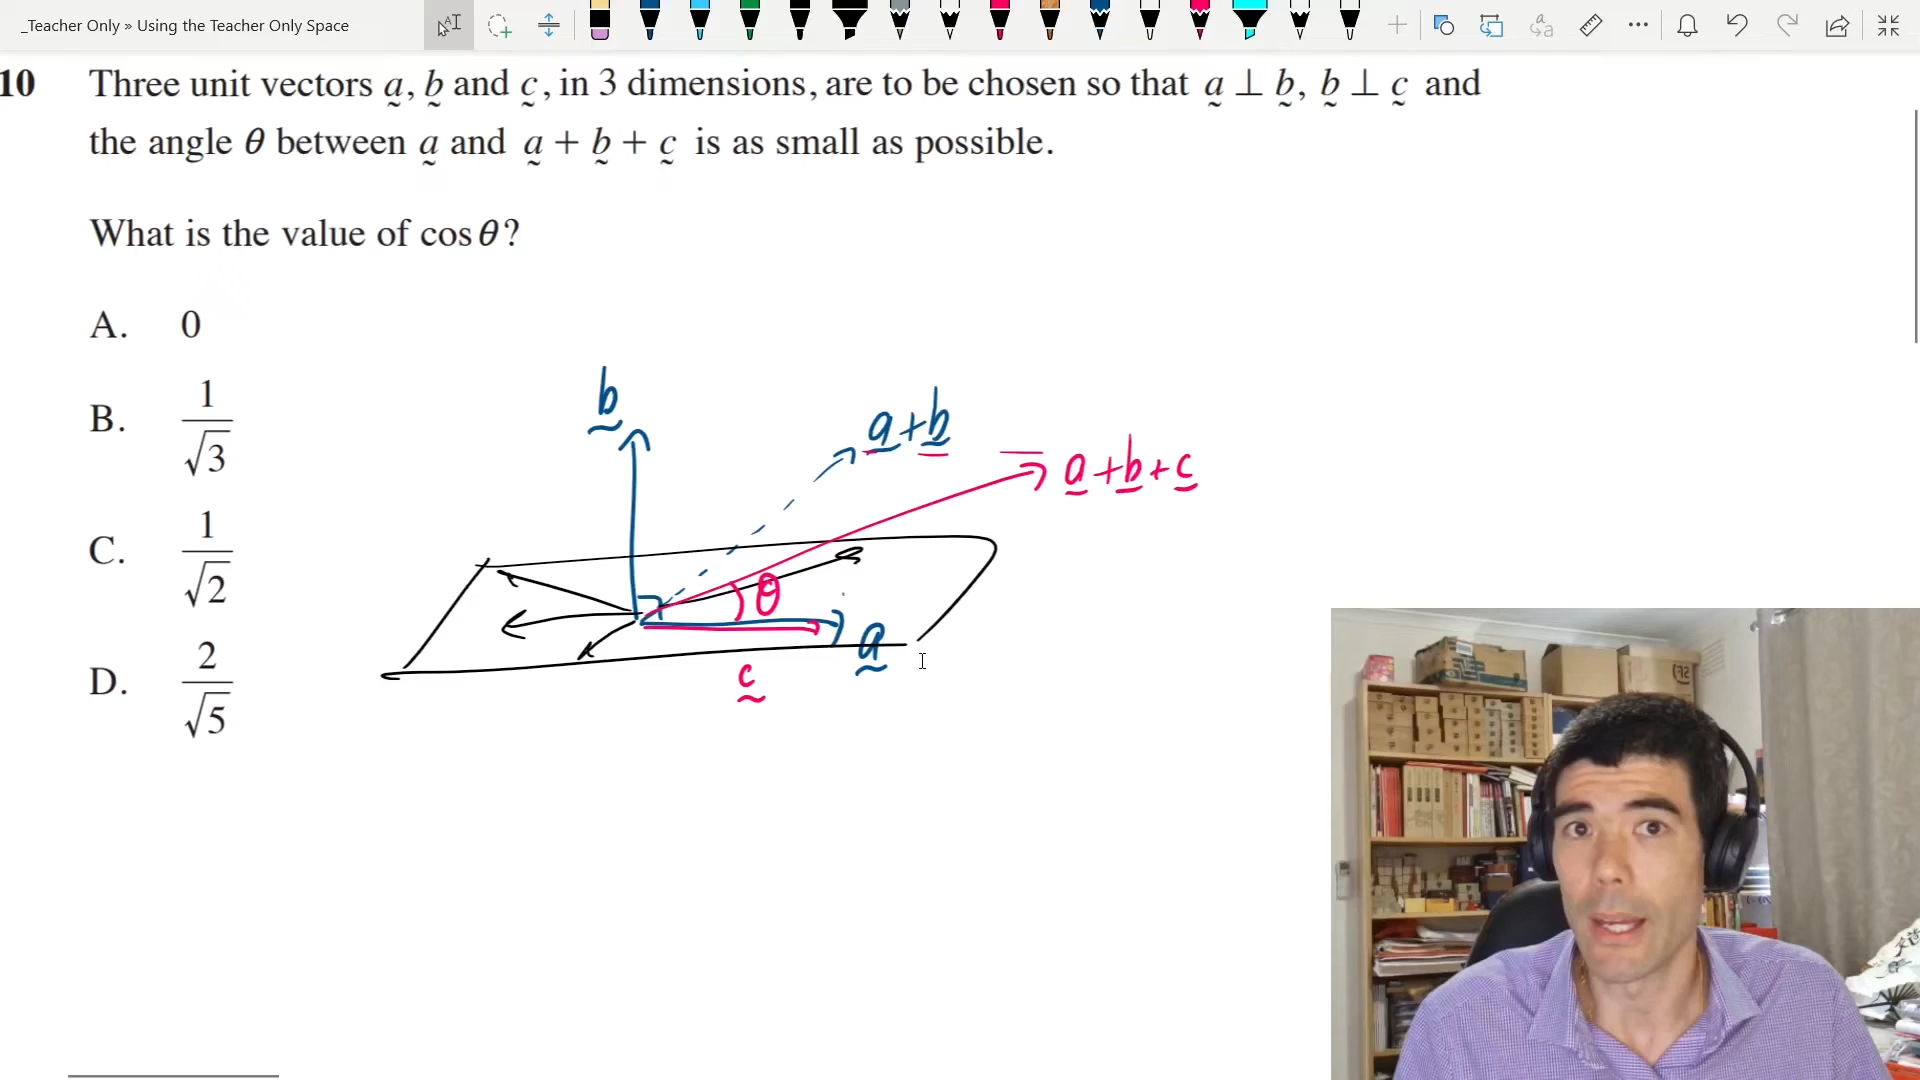 _Teacher Only » Using the Teacher Only Space
10 Three unit vectors a, b and c, in 3 dimensions, are to be chosen so that a ⊥ b, b ⊥ c and
the angle θ between a and a + b + c is as small as possible.
What is the value of cos θ?
A. 0
B. 1/√3
C. 1/√2
D. 2/√5
b
a+b
a+b+c
θ
a
c